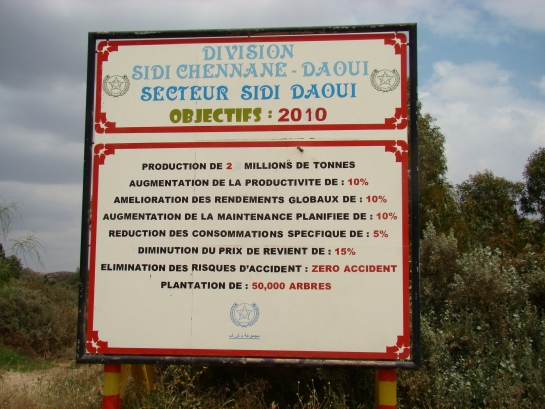 DIVISION
SIDI CHENNANE - DAOUI
SECTEUR SIDI DAOUI
OBJECTIFS : 2010
PRODUCTION DE 2 MILLIONS DE TONNES
AUGMENTATION DE LA PRODUCTIVITE DE : 10%
AMELIORATION DES RENDEMENTS GLOBAUX DE : 10%
AUGMENTATION DE LA MAINTENANCE PLANIFIEE DE : 10%
REDUCTION DES CONSOMMATIONS SPECFIQUE DE : 5%
DIMINUTION DU PRIX DE REVIENT DE : 15%
ELIMINATION DES RISQUES D'ACCIDENT : ZERO ACCIDENT
PLANTATION DE : 50,000 ARBRES